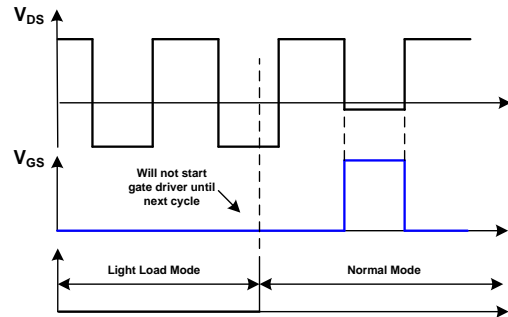 VDS
VGS
Will not start
gate driver until
next cycle
Light Load Mode
Normal Mode